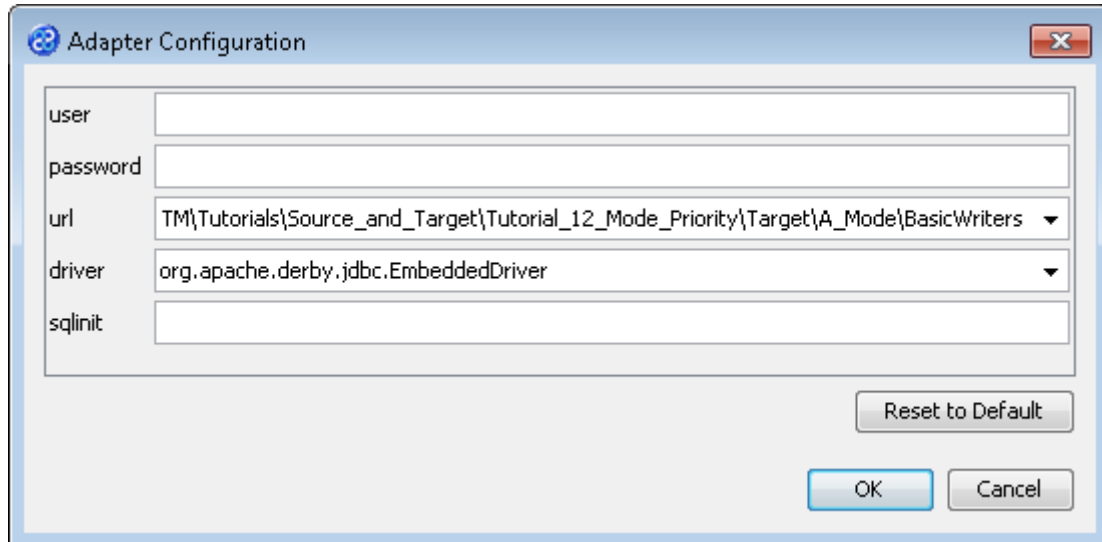 Adapter Configuration
user
password
url TM\Tutorials\Source_and_Target\Tutorial_12_Mode_Priority\Target\A_Mode\BasicWriters
driver org.apache.derby.jdbc.EmbeddedDriver
sqlinit
Reset to Default
OK Cancel